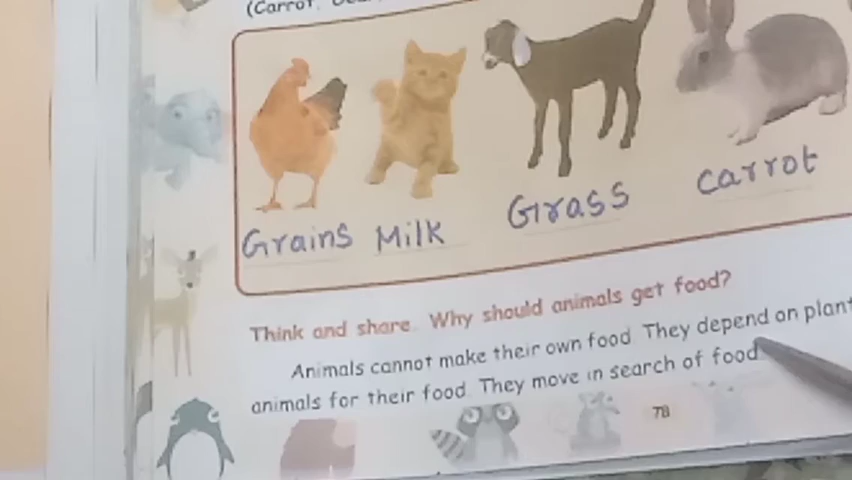 (Carrot,
Grains Milk Grass Carrot
Think and share. Why should animals get food?
Animals cannot make their own food. They depend on plant
animals for their food. They move in search of food.
78